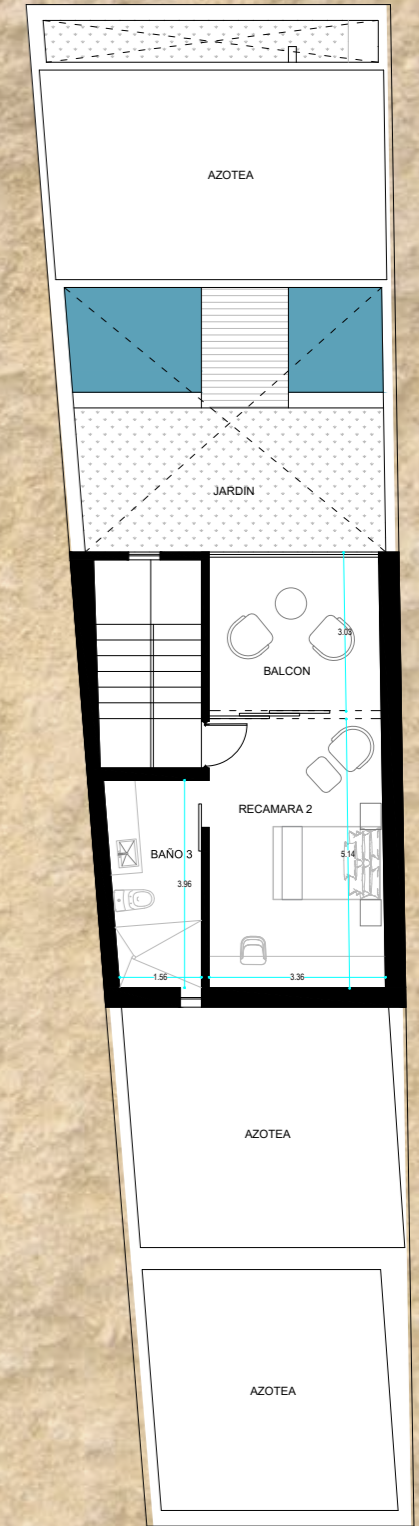 AZOTEA
JARDIN
3.03
BALCON
RECAMARA 2
BAÑO 3
5.14
3.96
1.56
3.36
AZOTEA
AZOTEA